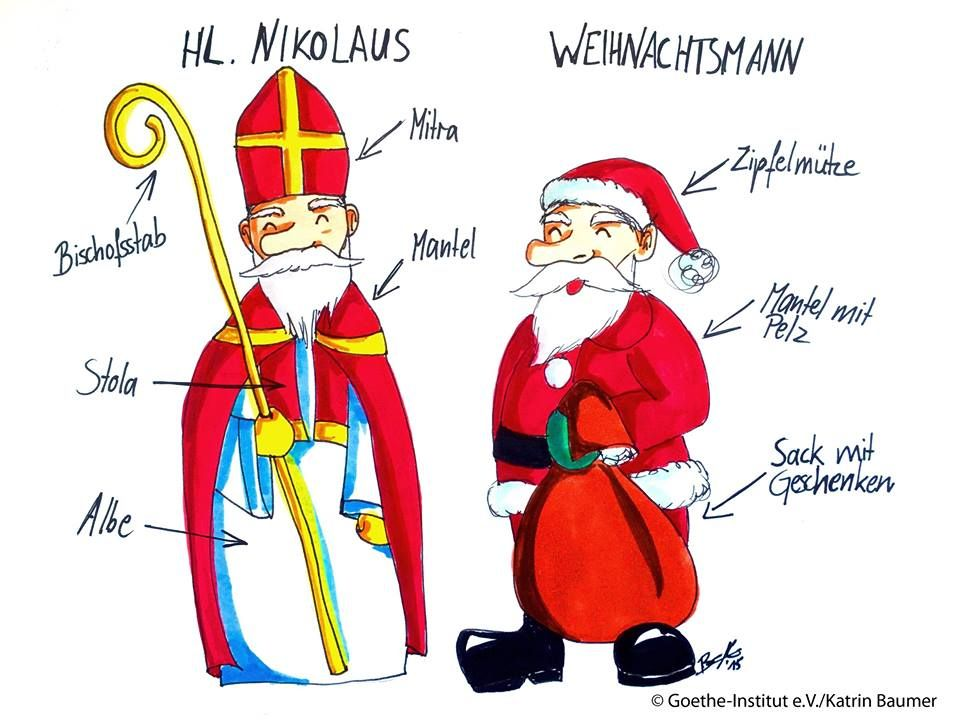 HL. NIKOLAUS
WEIHNACHTSMANN
Mitra
Bischofsstab
Mantel
Stola
Albe
Zipfelmütze
Mantel mit
Pelz
Sack mit
Geschenken
'15
© Goethe-Institut e.V./Katrin Baumer